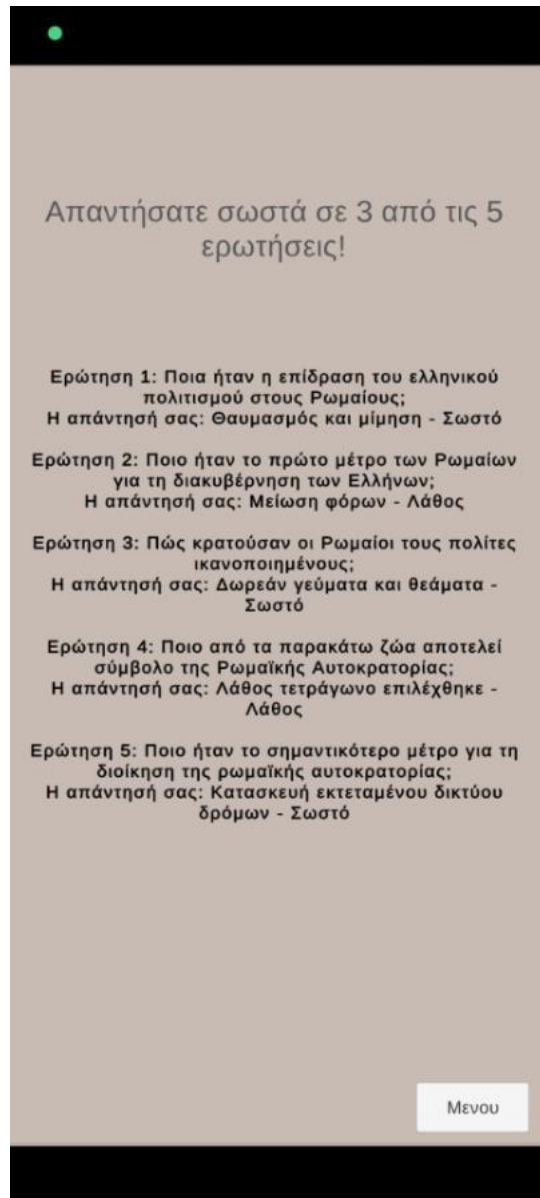 Απαντήσατε σωστά σε 3 από τις 5
ερωτήσεις!
Ερώτηση 1: Ποια ήταν η επίδραση του ελληνικού
πολιτισμού στους Ρωμαίους;
Η απάντησή σας: Θαυμασμός και μίμηση - Σωστό
Ερώτηση 2: Ποιο ήταν το πρώτο μέτρο των Ρωμαίων
για τη διακυβέρνηση των Ελλήνων;
Η απάντησή σας: Μείωση φόρων - Λάθος
Ερώτηση 3: Πώς κρατούσαν οι Ρωμαίοι τους πολίτες
ικανοποιημένους;
Η απάντησή σας: Δωρεάν γεύματα και θεάματα -
Σωστό
Ερώτηση 4: Ποιο από τα παρακάτω ζώα αποτελεί
σύμβολο της Ρωμαϊκής Αυτοκρατορίας;
Η απάντησή σας: Λάθος τετράγωνο επιλέχθηκε -
Λάθος
Ερώτηση 5: Ποιο ήταν το σημαντικότερο μέτρο για τη
διοίκηση της ρωμαϊκής αυτοκρατορίας;
Η απάντησή σας: Κατασκευή εκτεταμένου δικτύου
δρόμων - Σωστό
Μενου